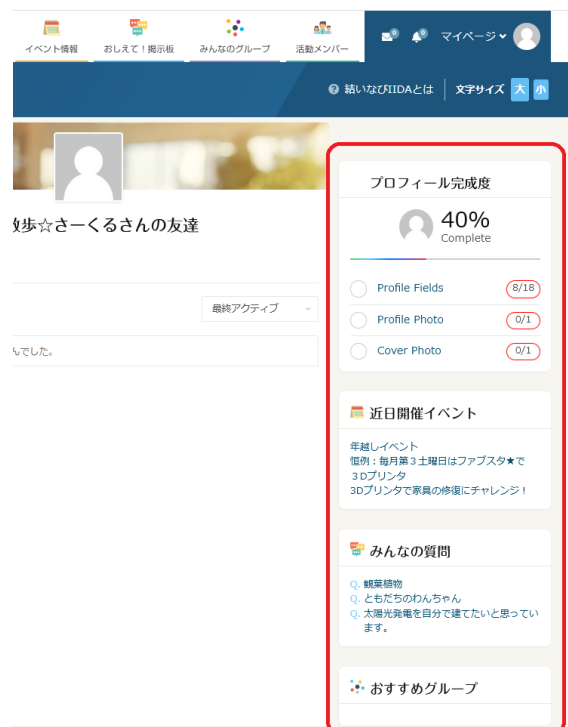 イベント情報
おしえて！掲示板
みんなのグループ
活動メンバー
0
0
マイページ
結いなびIIDAとは
文字サイズ
大
小
歩☆さーくるさんの友達
最終アクティブ
んでした。
プロフィール完成度
40%
Complete
Profile Fields
8/18
Profile Photo
0/1
Cover Photo
0/1
近日開催イベント
年越しイベント
恒例：毎月第３土曜日はファブスタ★で
３Dプリンタ
3Dプリンタで家具の修復にチャレンジ！
みんなの質問
Q. 観葉植物
Q. ともだちのわんちゃん
Q. 太陽光発電を自分で建てたいと思ってい
ます。
おすすめグループ